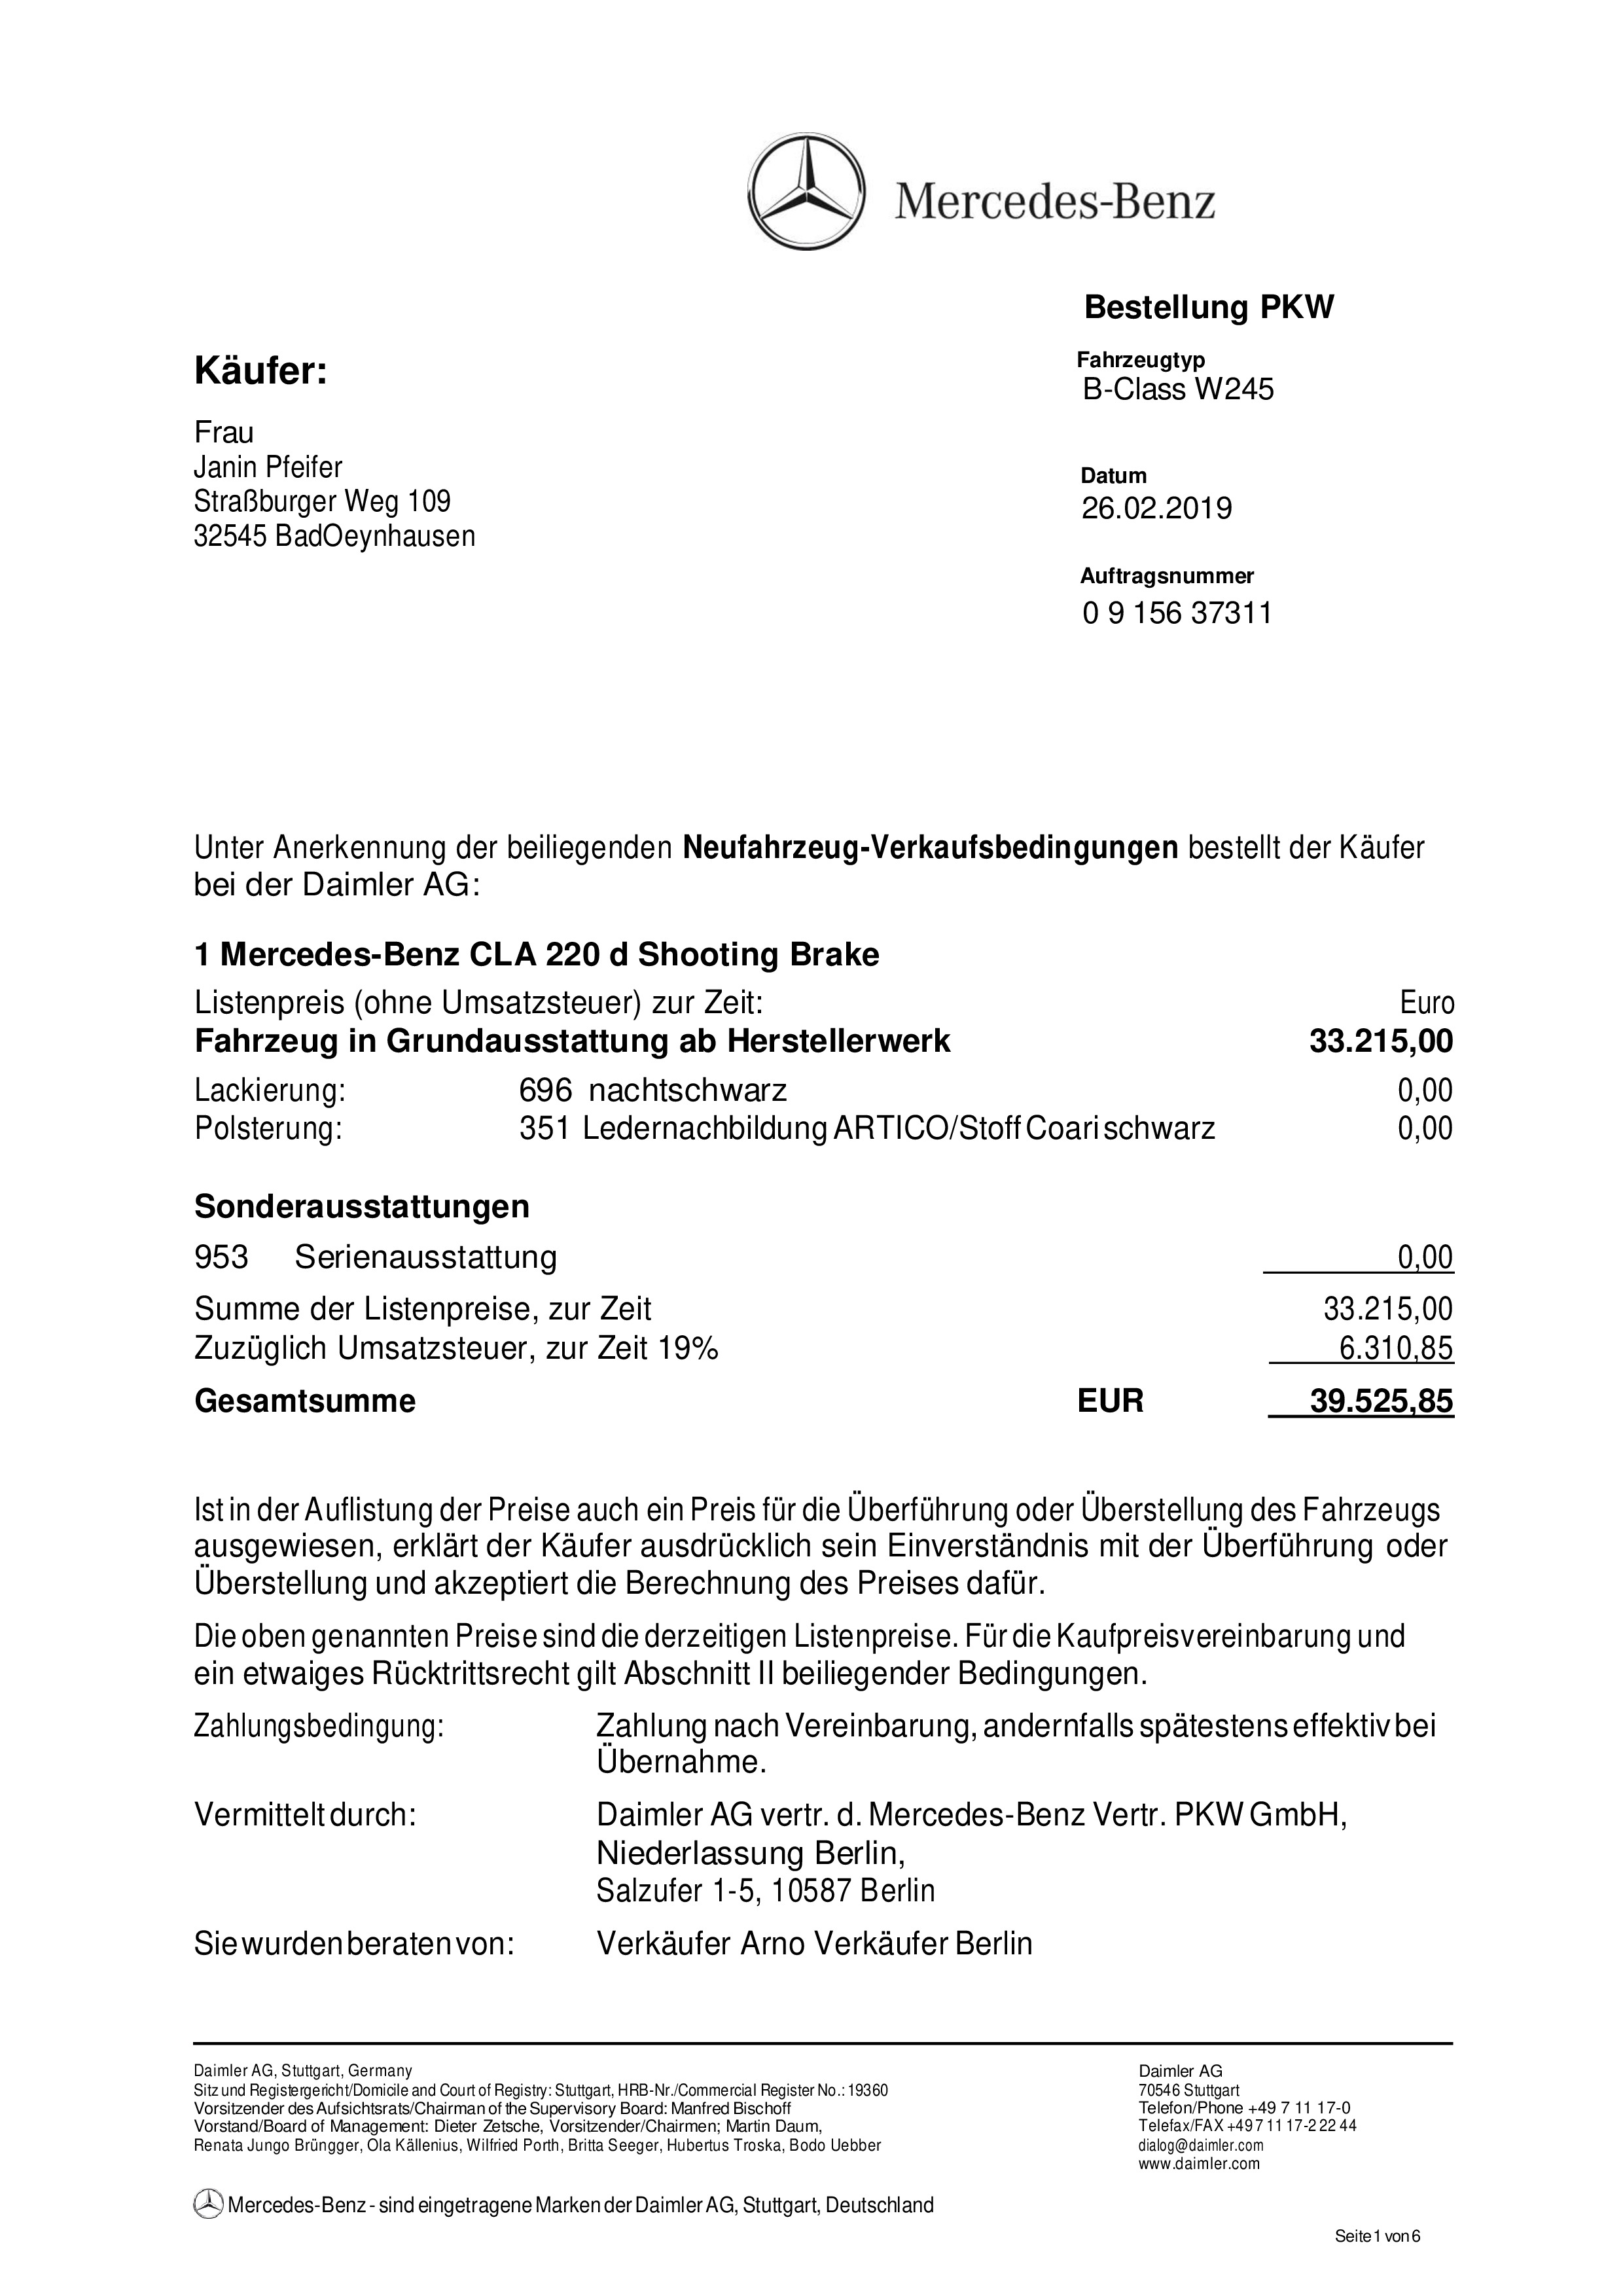 Mercedes-Benz
Bestellung PKW
Käufer:
Fahrzeugtyp
B-Class W245
Frau
Janin Pfeifer
Straßburger Weg 109
32545 BadOeynhausen
Datum
26.02.2019
Auftragsnummer
0 9 156 37311
Unter Anerkennung der beiliegenden Neufahrzeug-Verkaufsbedingungen bestellt der Käufer
bei der Daimler AG:
1 Mercedes-Benz CLA 220 d Shooting Brake
Listenpreis (ohne Umsatzsteuer) zur Zeit: Euro
Fahrzeug in Grundausstattung ab Herstellerwerk 33.215,00
Lackierung: 696 nachtschwarz 0,00
Polsterung: 351 Ledernachbildung ARTICO/Stoff Coari schwarz 0,00
Sonderausstattungen
953 Serienausstattung 0,00
Summe der Listenpreise, zur Zeit 33.215,00
Zuzüglich Umsatzsteuer, zur Zeit 19% 6.310,85
Gesamtsumme EUR 39.525,85
Ist in der Auflistung der Preise auch ein Preis für die Überführung oder Überstellung des Fahrzeugs
ausgewiesen, erklärt der Käufer ausdrücklich sein Einverständnis mit der Überführung oder
Überstellung und akzeptiert die Berechnung des Preises dafür.
Die oben genannten Preise sind die derzeitigen Listenpreise. Für die Kaufpreisvereinbarung und
ein etwaiges Rücktrittsrecht gilt Abschnitt II beiliegender Bedingungen.
Zahlungsbedingung: Zahlung nach Vereinbarung, andernfalls spätestens effektiv bei
Übernahme.
Vermittelt durch: Daimler AG vertr. d. Mercedes-Benz Vertr. PKW GmbH,
Niederlassung Berlin,
Salzufer 1-5, 10587 Berlin
Sie wurden beraten von: Verkäufer Arno Verkäufer Berlin
Daimler AG, Stuttgart, Germany
Sitz und Registergericht/Domicile and Court of Registry: Stuttgart, HRB-Nr./Commercial Register No.: 19360
Vorsitzender des Aufsichtsrats/Chairman of the Supervisory Board: Manfred Bischoff
Vorstand/Board of Management: Dieter Zetsche, Vorsitzender/Chairmen; Martin Daum,
Renata Jungo Brüngger, Ola Källenius, Wilfried Porth, Britta Seeger, Hubertus Troska, Bodo Uebber
Daimler AG
70546 Stuttgart
Telefon/Phone +49 7 11 17-0
Telefax/FAX +49 7 11 17-2 22 44
dialog@daimler.com
www.daimler.com
Mercedes-Benz - sind eingetragene Marken der Daimler AG, Stuttgart, Deutschland
Seite 1 von 6